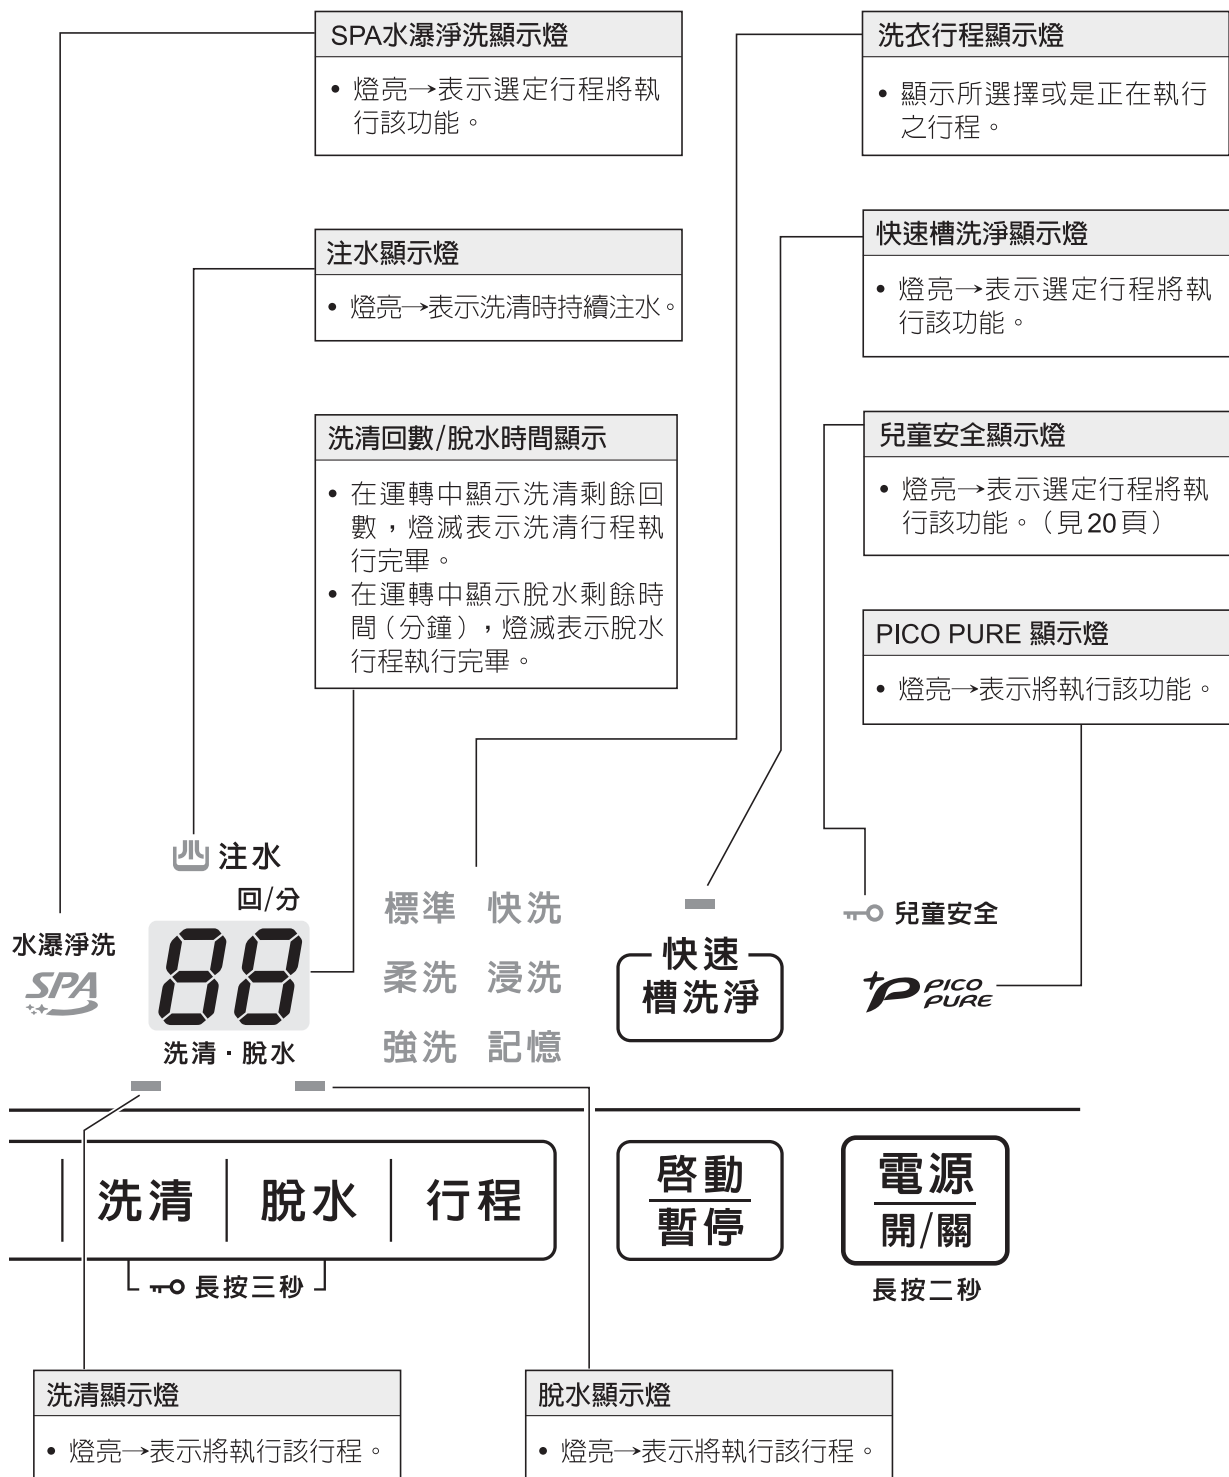 SPA水瀑淨洗顯示燈
• 燈亮→表示選定行程將執
行該功能。
洗衣行程顯示燈
• 顯示所選擇或是正在執行
之行程。
注水顯示燈
• 燈亮→表示洗清時持續注水。
快速槽洗淨顯示燈
• 燈亮→表示選定行程將執
行該功能。
洗清回數/脫水時間顯示
• 在運轉中顯示洗清剩餘回
數，燈滅表示洗清行程執
行完畢。
• 在運轉中顯示脫水剩餘時
間(分鐘)，燈滅表示脫水
行程執行完畢。
兒童安全顯示燈
• 燈亮→表示選定行程將執
行該功能。(見20頁)
PICO PURE 顯示燈
• 燈亮→表示將執行該功能。
注水
回/分
水瀑淨洗
SPA
88
洗清·脫水
標準 快洗
柔洗 浸洗
強洗 記憶
快速
槽洗淨
兒童安全
P PICO
PURE
洗清 脫水 行程
長按三秒
啓動
暫停
電源
開/關
長按二秒
洗清顯示燈
• 燈亮→表示將執行該行程。
脫水顯示燈
• 燈亮→表示將執行該行程。